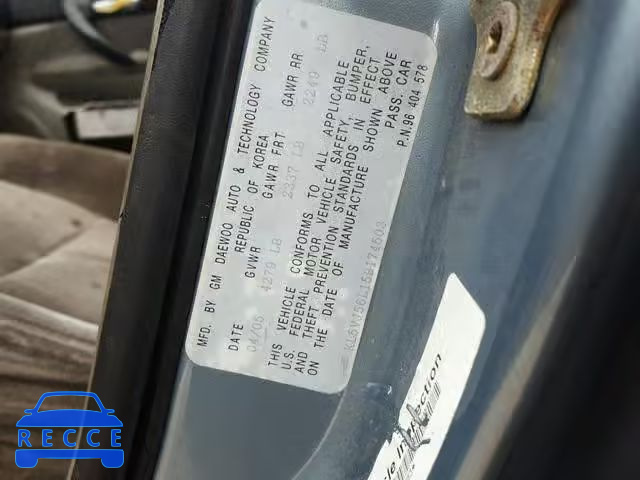 MFD. BY GM DAEWOO AUTO & TECHNOLOGY COMPANY
DATE REPUBLIC OF KOREA
04/05 GVWR GAWR FRT. GAWR RR
4279 LB 2337 LB 2249 LB
THIS VEHICLE CONFORMS TO ALL APPLICABLE
U.S. FEDERAL MOTOR VEHICLE SAFETY, BUMPER,
AND THEFT PREVENTION STANDARDS IN EFFECT
ON THE DATE OF MANUFACTURE SHOWN ABOVE
PASS. CAR
P.N.96 404 578
Inspection
RECCE